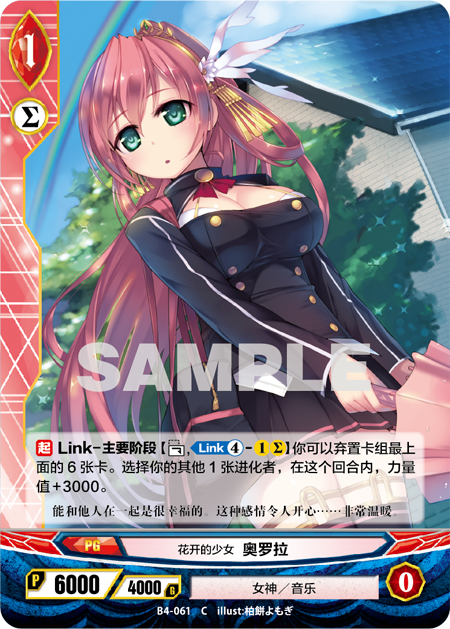 1
Σ
SAMPLE
起 Link-主要阶段【 , Link 4 - 1 Σ】你可以弃置卡组最上
面的 6 张卡。选择你的其他 1 张进化者，在这个回合内，力量
值+3000。
能和他人在一起是很幸福的。这种感情令人开心……非常温暖。
PG
花开的少女 奥罗拉
P 6000 / 4000 G
女神／音乐
0
B4-061 C illust:柏餅よもぎ